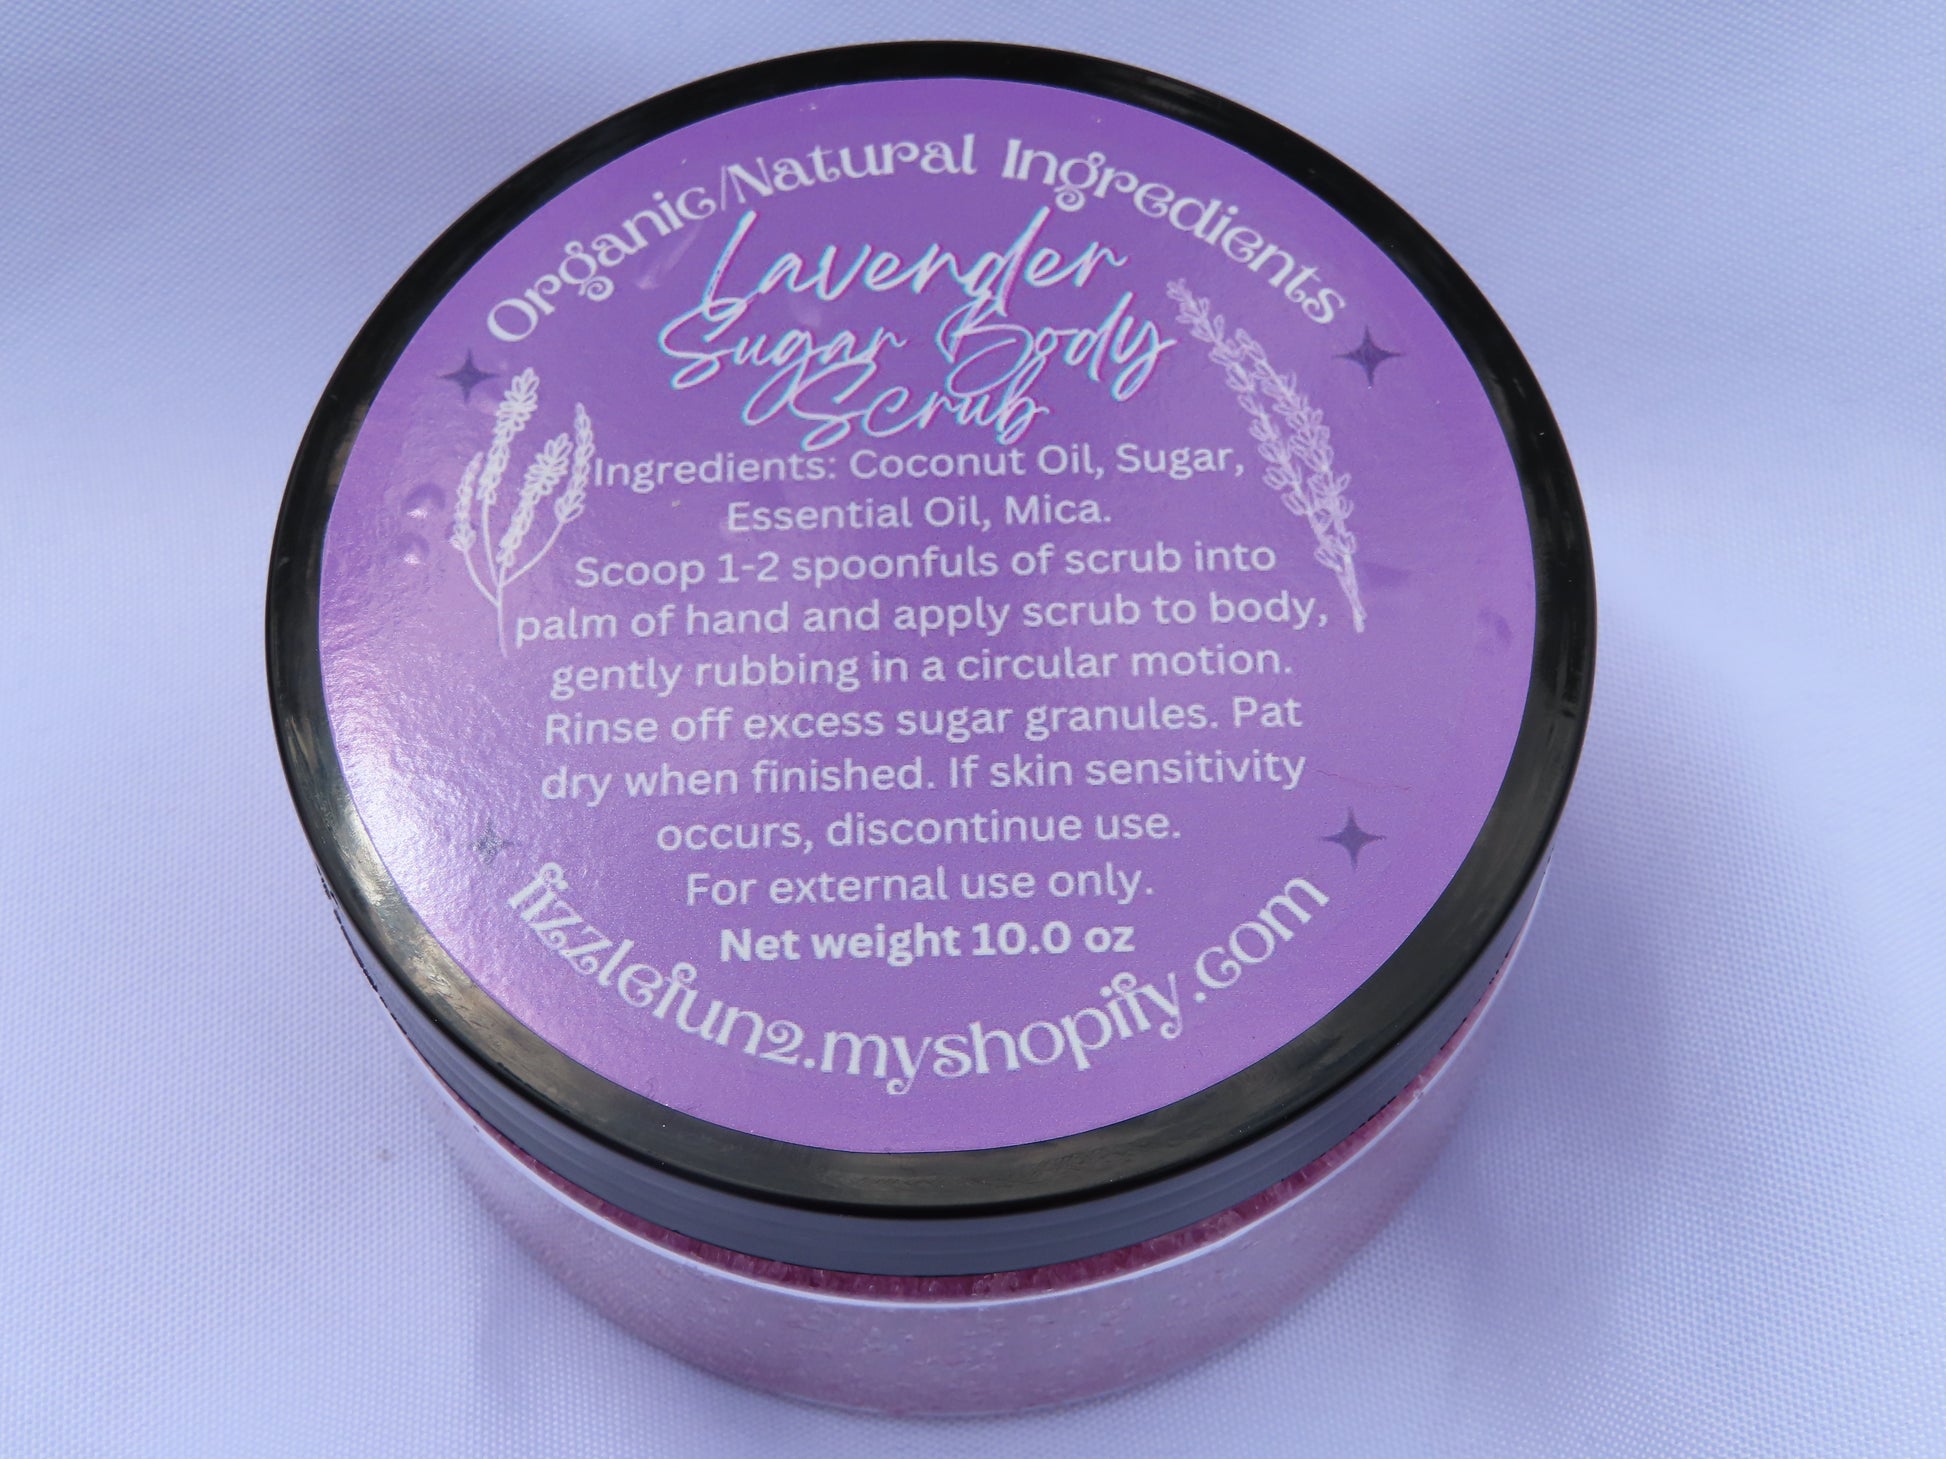 Organic/Natural Ingredients
Lavender
Sugar Body
Scrub
Ingredients: Coconut Oil, Sugar,
Essential Oil, Mica.
Scoop 1-2 spoonfuls of scrub into
palm of hand and apply scrub to body,
gently rubbing in a circular motion.
Rinse off excess sugar granules. Pat
dry when finished. If skin sensitivity
occurs, discontinue use.
For external use only.
Net weight 10.0 oz
fizzlefun2.myshopify.com